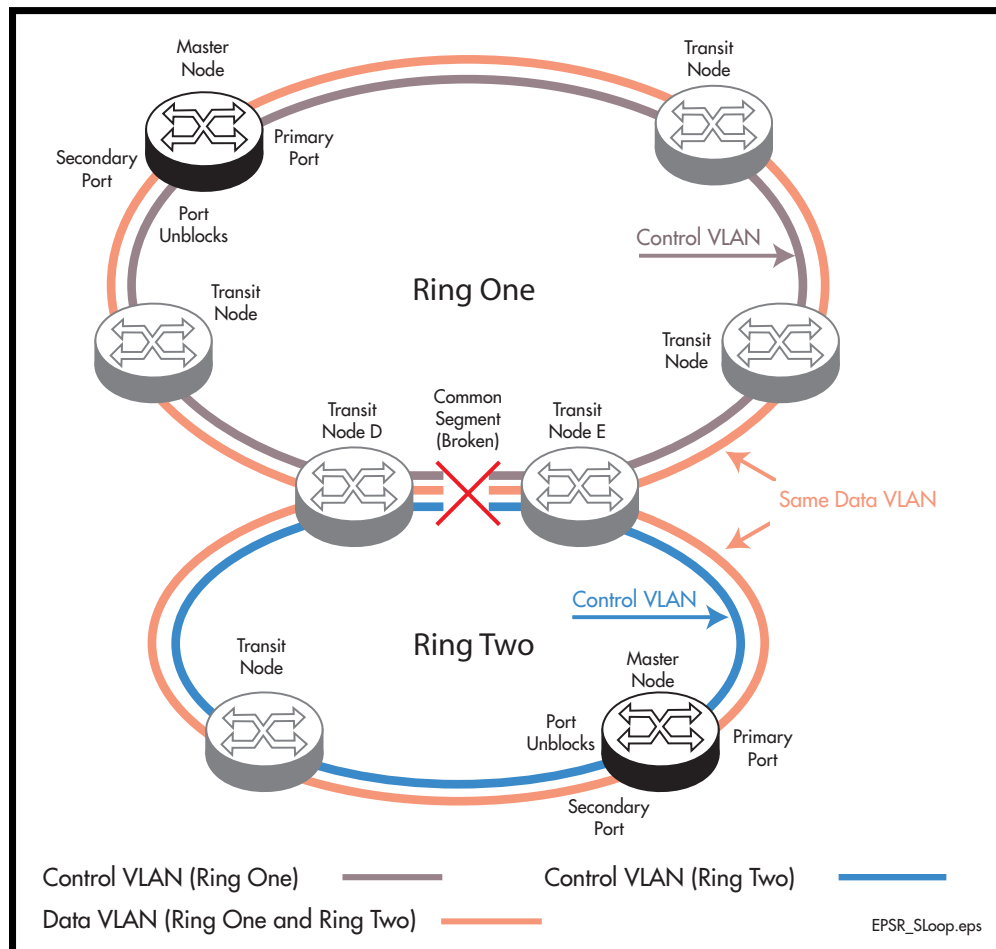 Master
Node
Transit
Node
Primary
Port
Secondary
Port
Port
Unblocks
Control VLAN
Ring One
Transit
Node
Transit
Node
Common
Segment
(Broken)
Transit
Node D
Transit
Node E
Same Data VLAN
Control VLAN
Ring Two
Transit
Node
Master
Node
Port
Unblocks
Primary
Port
Secondary
Port
Control VLAN (Ring One)
Control VLAN (Ring Two)
Data VLAN (Ring One and Ring Two)
EPSR_SLoop.eps